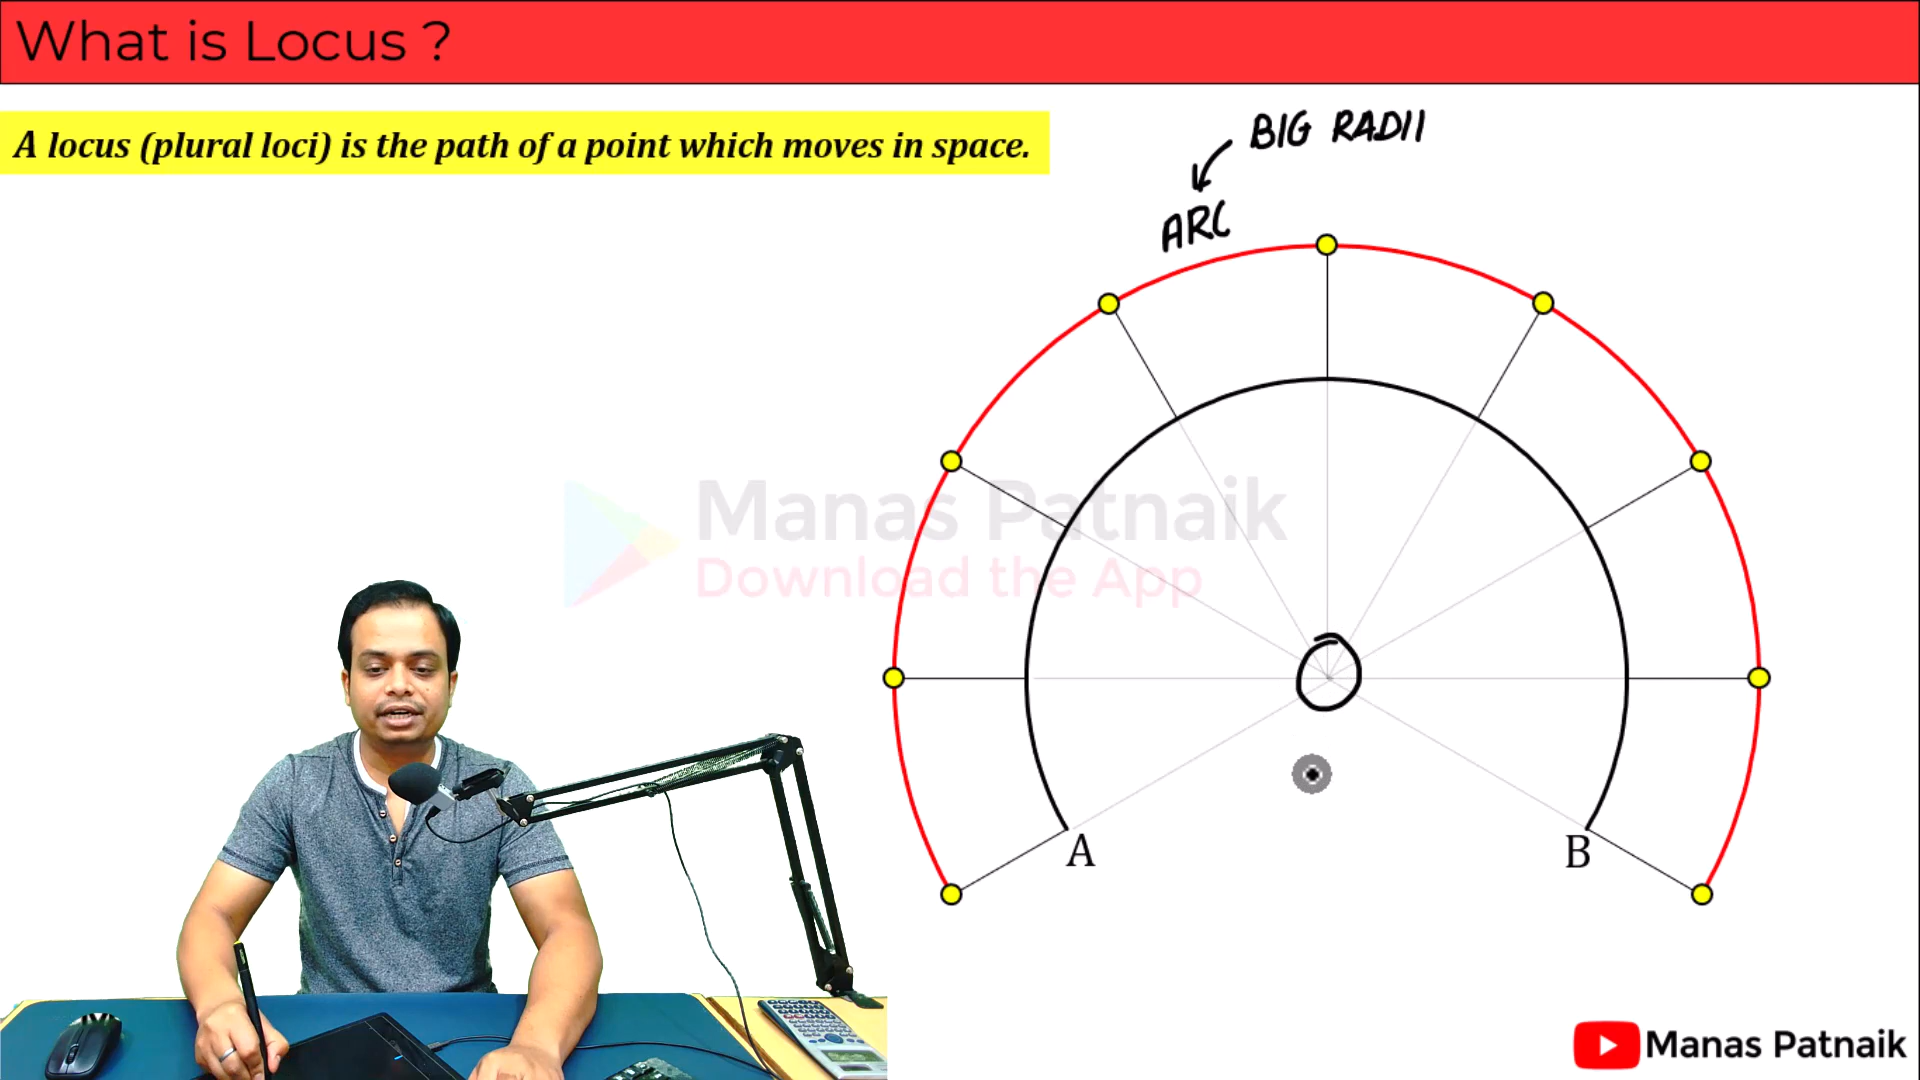 What is Locus ?
A locus (plural loci) is the path of a point which moves in space.
BIG RADII
ARC
Manas Patnaik
Download the App
A
B
Manas Patnaik